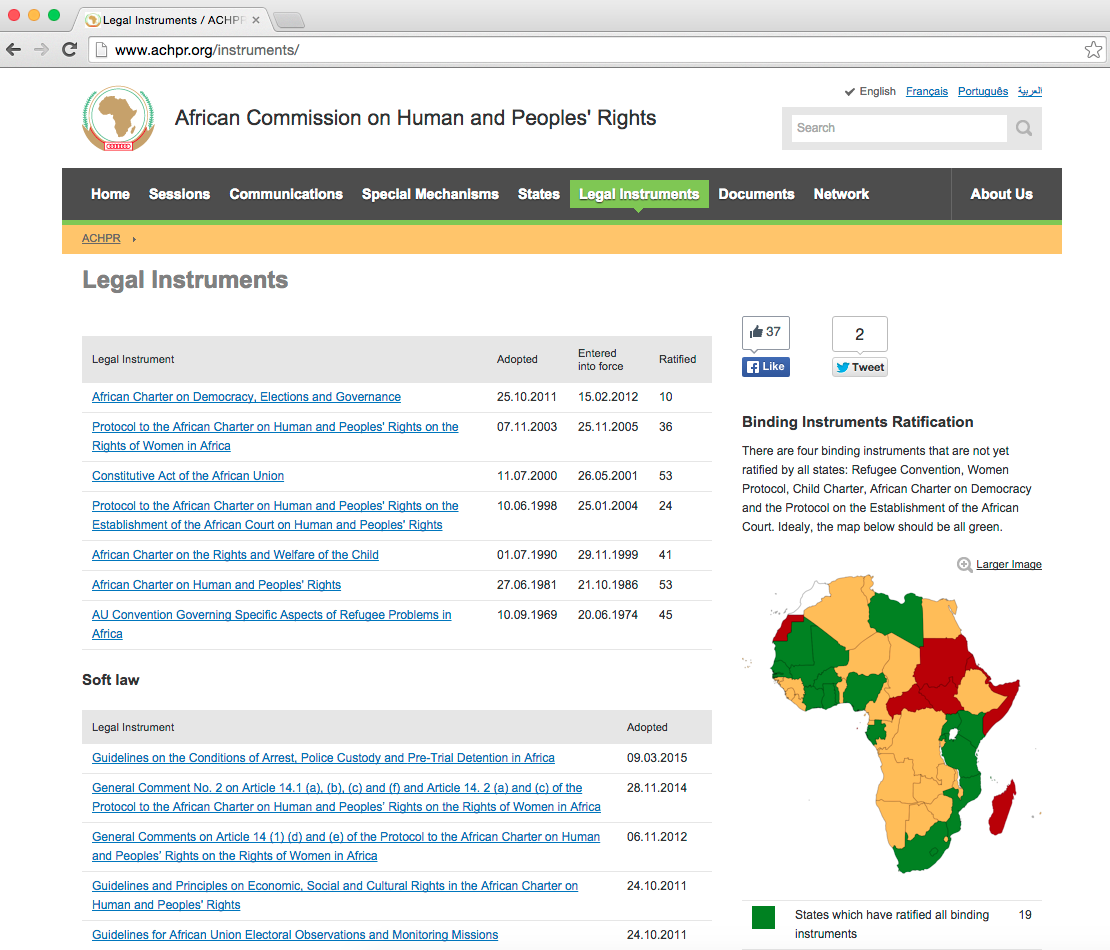 Legal Instruments / ACHPR
www.achpr.org/instruments/
English Français Português العربية
African Commission on Human and Peoples' Rights
Search
Home Sessions Communications Special Mechanisms States Legal Instruments Documents Network About Us
ACHPR
Legal Instruments
Legal Instrument Adopted Entered into force Ratified
African Charter on Democracy, Elections and Governance 25.10.2011 15.02.2012 10
Protocol to the African Charter on Human and Peoples' Rights on the 07.11.2003 25.11.2005 36
Rights of Women in Africa
Constitutive Act of the African Union 11.07.2000 26.05.2001 53
Protocol to the African Charter on Human and Peoples' Rights on the 10.06.1998 25.01.2004 24
Establishment of the African Court on Human and Peoples' Rights
African Charter on the Rights and Welfare of the Child 01.07.1990 29.11.1999 41
African Charter on Human and Peoples' Rights 27.06.1981 21.10.1986 53
AU Convention Governing Specific Aspects of Refugee Problems in 10.09.1969 20.06.1974 45
Africa
Soft law
Legal Instrument Adopted
Guidelines on the Conditions of Arrest, Police Custody and Pre-Trial Detention in Africa 09.03.2015
General Comment No. 2 on Article 14.1 (a), (b), (c) and (f) and Article 14. 2 (a) and (c) of the 28.11.2014
Protocol to the African Charter on Human and Peoples' Rights on the Rights of Women in Africa
General Comments on Article 14 (1) (d) and (e) of the Protocol to the African Charter on Human 06.11.2012
and Peoples' Rights on the Rights of Women in Africa
Guidelines and Principles on Economic, Social and Cultural Rights in the African Charter on 24.10.2011
Human and Peoples' Rights
Guidelines for African Union Electoral Observations and Monitoring Missions 24.10.2011
37 2
Like Tweet
Binding Instruments Ratification
There are four binding instruments that are not yet
ratified by all states: Refugee Convention, Women
Protocol, Child Charter, African Charter on Democracy
and the Protocol on the Establishment of the African
Court. Idealy, the map below should be all green.
Larger Image
States which have ratified all binding 19
instruments